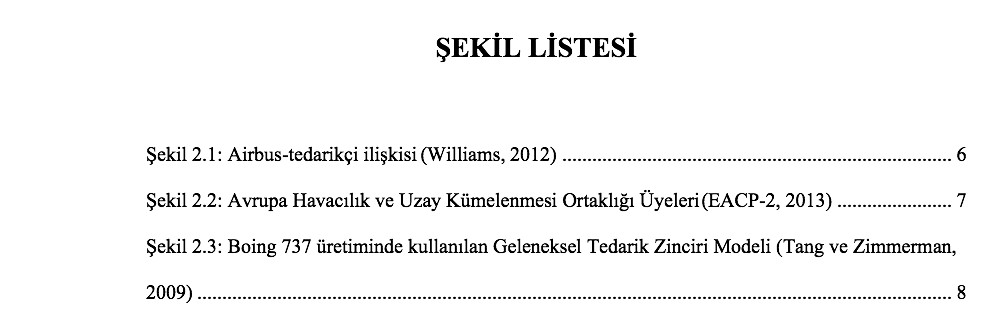 ŞEKİL LİSTESİ
Şekil 2.1: Airbus-tedarikçi ilişkisi (Williams, 2012) ............................................................................ 6
Şekil 2.2: Avrupa Havacılık ve Uzay Kümelenmesi Ortaklığı Üyeleri(EACP-2, 2013) ....................... 7
Şekil 2.3: Boing 737 üretiminde kullanılan Geleneksel Tedarik Zinciri Modeli (Tang ve Zimmerman,
2009) .................................................................................................................................................... 8